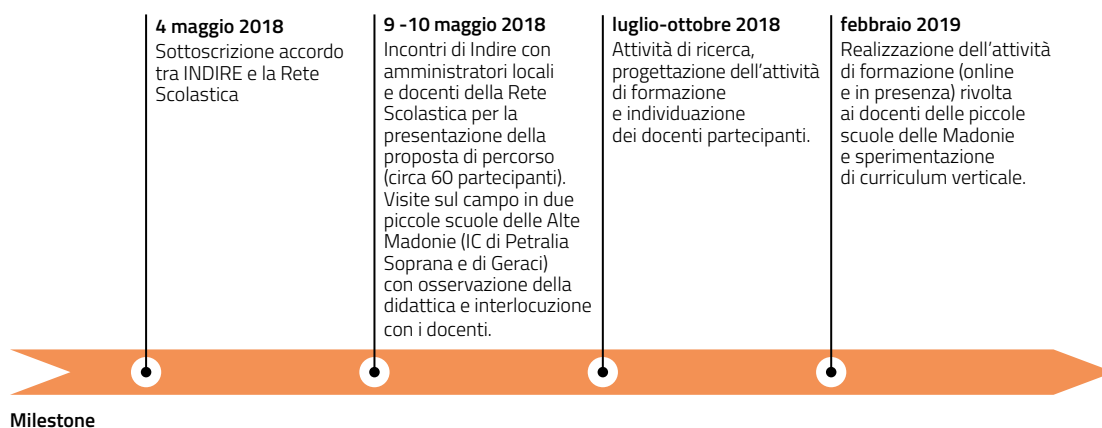 4 maggio 2018
Sottoscrizione accordo
tra INDIRE e la Rete
Scolastica
9 -10 maggio 2018
Incontri di Indire con
amministratori locali
e docenti della Rete
Scolastica per la
presentazione della
proposta di percorso
(circa 60 partecipanti).
Visite sul campo in due
piccole scuole delle Alte
Madonie (IC di Petralia
Soprana e di Geraci)
con osservazione della
didattica e interlocuzione
con i docenti.
luglio-ottobre 2018
Attività di ricerca,
progettazione dell'attività
di formazione
e individuazione
dei docenti partecipanti.
febbraio 2019
Realizzazione dell'attività
di formazione (online
e in presenza) rivolta
ai docenti delle piccole
scuole delle Madonie
e sperimentazione
di curriculum verticale.
Milestone